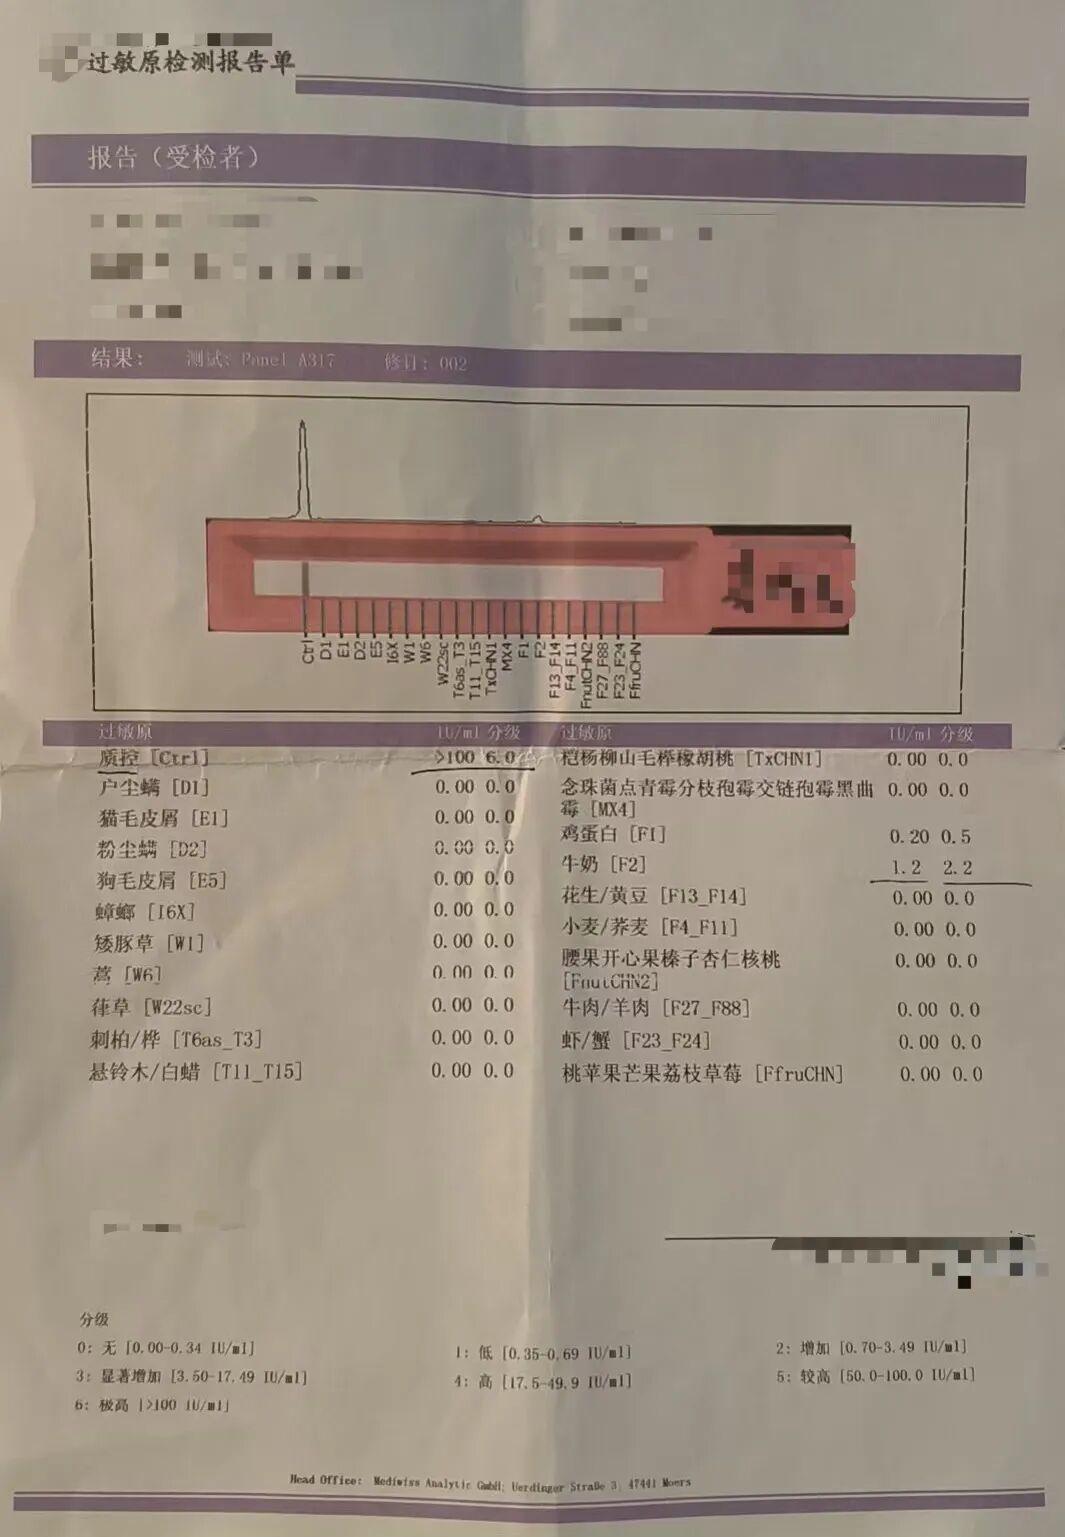 过敏原检测报告单
报告（受检者）
结果： 测试: Panel A317 修订: 002
Ctrl
D1
E1
D2
E5
I6X
W1
W6
W22sc
T6as_T3
T11_T15
TxCHN1
MX4
F1
F2
F13_F14
F4_F11
FnutCHN2
F27_F88
F23_F24
FfruCHN
过敏原 IU/ml 分级
质控 [Ctrl] >100 6.0
户尘螨 [D1] 0.00 0.0
猫毛皮屑 [E1] 0.00 0.0
粉尘螨 [D2] 0.00 0.0
狗毛皮屑 [E5] 0.00 0.0
蟑螂 [I6X] 0.00 0.0
矮豚草 [W1] 0.00 0.0
蒿 [W6] 0.00 0.0
葎草 [W22sc] 0.00 0.0
刺柏/桦 [T6as_T3] 0.00 0.0
悬铃木/白蜡 [T11_T15] 0.00 0.0
过敏原 IU/ml 分级
桤杨柳山毛榉橡胡桃 [TxCHN1] 0.00 0.0
念珠菌点青霉分枝孢霉交链孢霉黑曲 0.00 0.0
霉 [MX4]
鸡蛋白 [F1] 0.20 0.5
牛奶 [F2] 1.2 2.2
花生/黄豆 [F13_F14] 0.00 0.0
小麦/荞麦 [F4_F11] 0.00 0.0
腰果开心果榛子杏仁核桃 0.00 0.0
[FnutCHN2]
牛肉/羊肉 [F27_F88] 0.00 0.0
虾/蟹 [F23_F24] 0.00 0.0
桃苹果芒果荔枝草莓 [FfruCHN] 0.00 0.0
分级
0: 无 [0.00-0.34 IU/ml] 1: 低 [0.35-0.69 IU/ml] 2: 增加 [0.70-3.49 IU/ml]
3: 显著增加 [3.50-17.49 IU/ml] 4: 高 [17.5-49.9 IU/ml] 5: 较高 [50.0-100.0 IU/ml]
6: 极高 [>100 IU/ml]
Head Office: Mediwiss Analytic GmbH; Uerdinger Straße 3; 47441 Moers